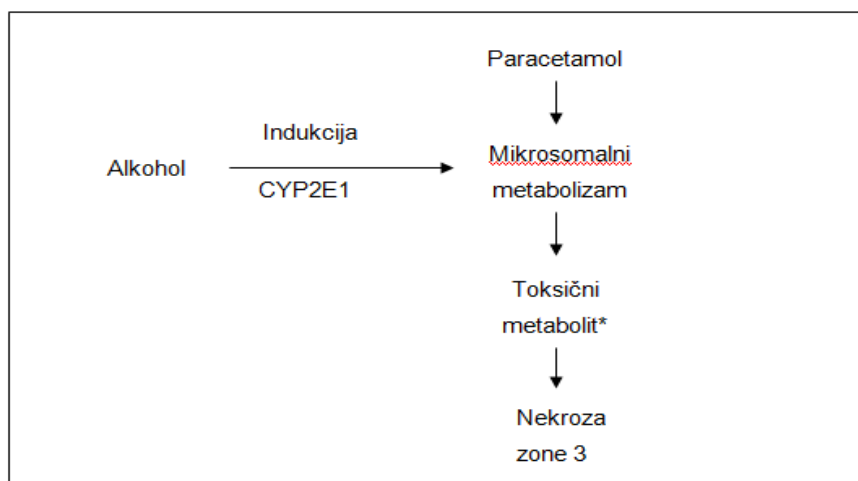 Paracetamol
Indukcija
Alkohol
CYP2E1
Mikrosomalni
metabolizam
Toksični
metabolit*
Nekroza
zone 3